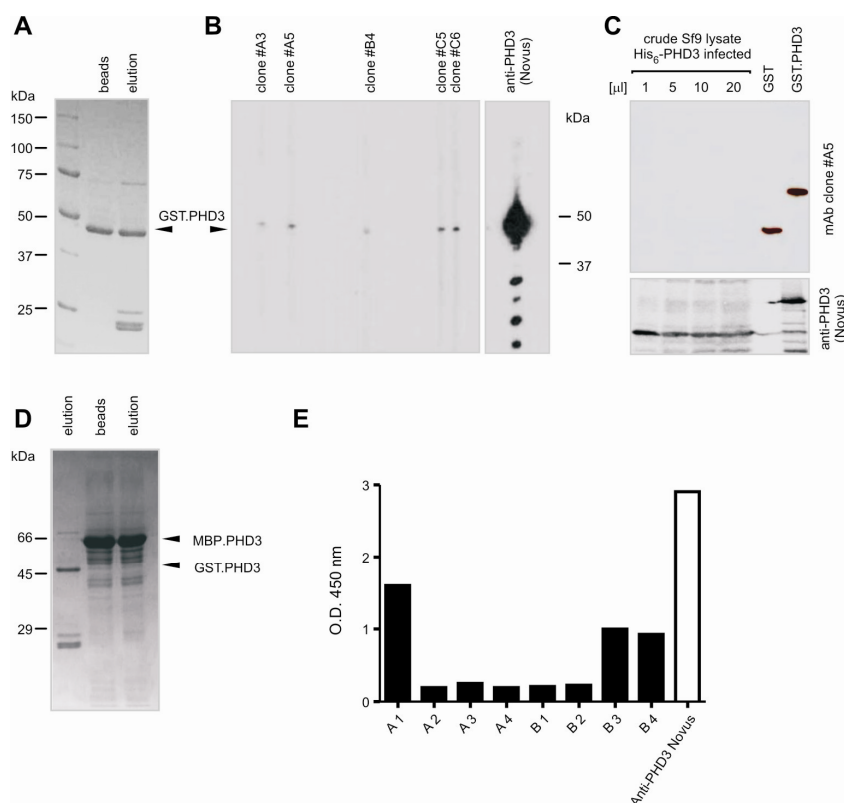 A
beads
elution
kDa
150
100
75
50
37
25
GST.PHD3
B
clone #A3
clone #A5
clone #B4
clone #C5
clone #C6
anti-PHD3
(Novus)
kDa
50
37
C
crude Sf9 lysate
His6-PHD3 infected
[µl] 1 5 10 20
GST
GST.PHD3
mAb clone #A5
anti-PHD3
(Novus)
D
elution
beads
elution
kDa
66
45
29
MBP.PHD3
GST.PHD3
E
O.D. 450 nm
3
2
1
0
A 1
A 2
A 3
A 4
B 1
B 2
B 3
B 4
Anti-PHD3 Novus